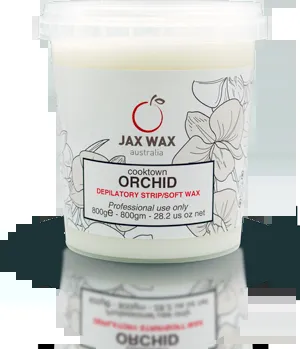 JAX WAX
australia
cooktown
ORCHID
DEPILATORY STRIP/SOFT WAX
Professional use only
800g℮ - 800gm - 28.2 us oz net